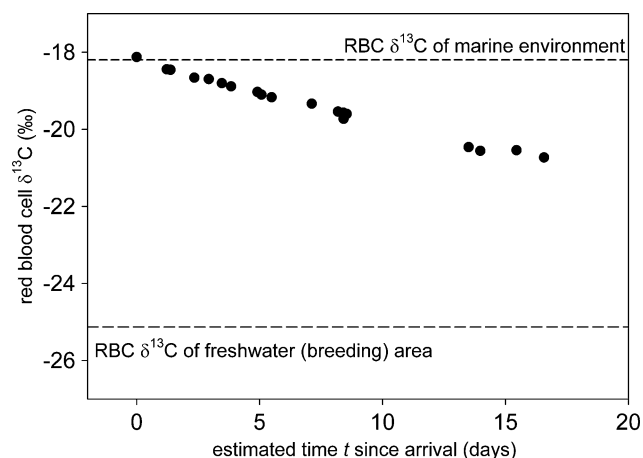 -18
-20
-22
-24
-26
red blood cell δ¹³C (‰)
RBC δ¹³C of marine environment
RBC δ¹³C of freshwater (breeding) area
0 5 10 15 20
estimated time t since arrival (days)